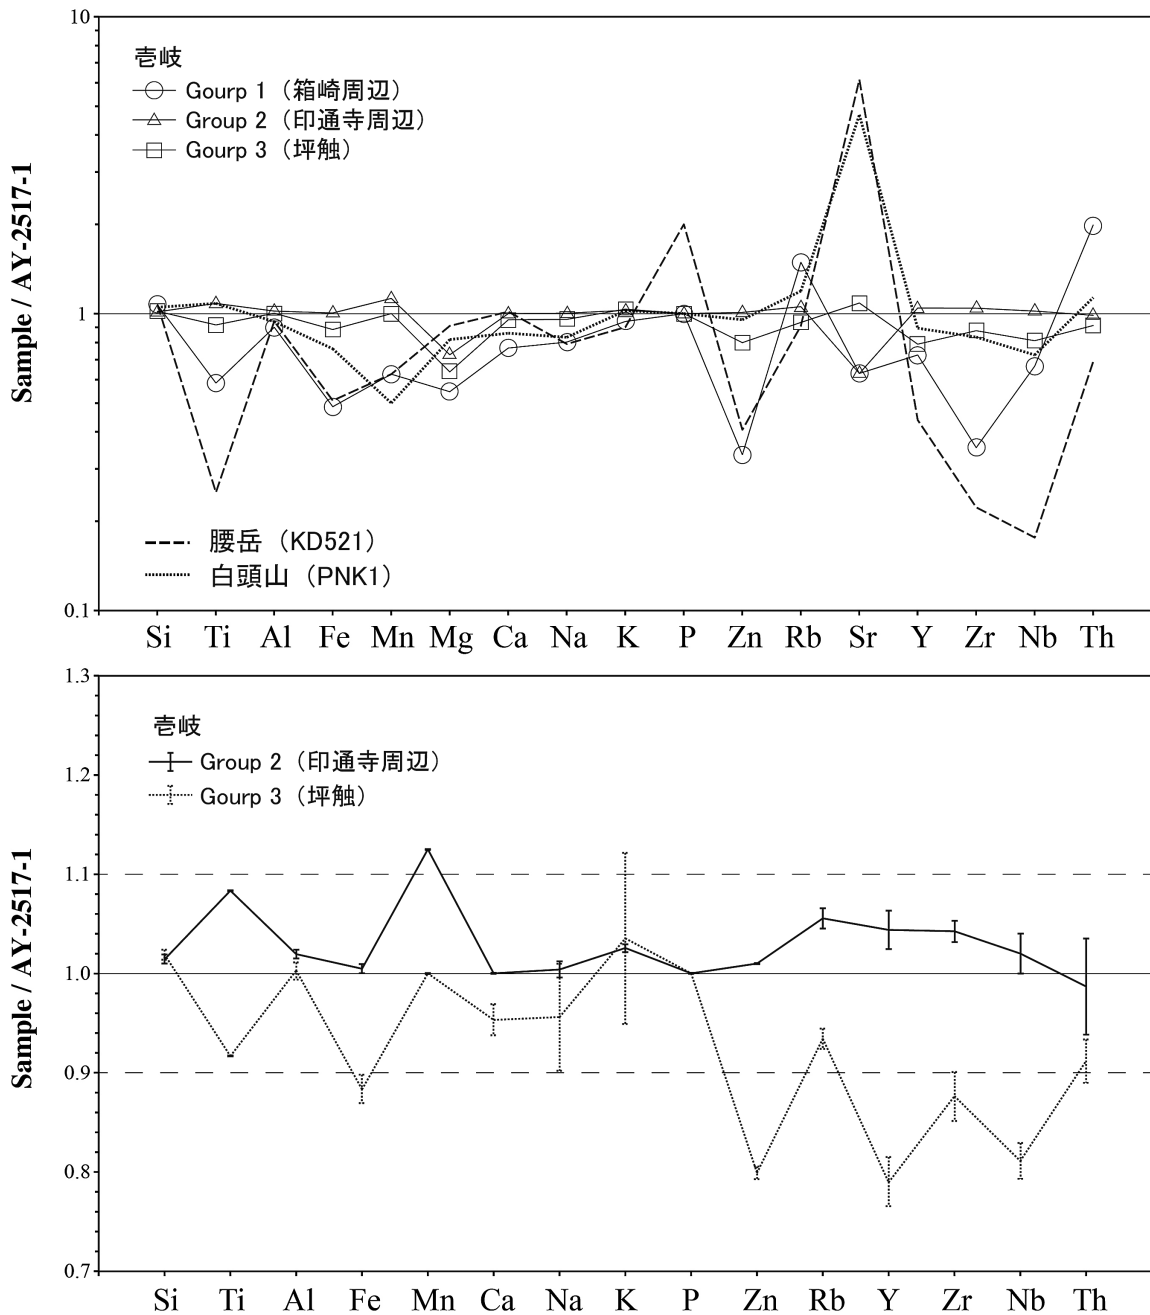 10
壱岐
Gourp 1（箱崎周辺）
Group 2（印通寺周辺）
Gourp 3（坪触）
Sample / AY-2517-1
1
腰岳（KD521）
白頭山（PNK1）
0.1
Si Ti Al Fe Mn Mg Ca Na K P Zn Rb Sr Y Zr Nb Th
1.3
壱岐
Group 2（印通寺周辺）
Gourp 3（坪触）
1.2
Sample / AY-2517-1
1.1
1.0
0.9
0.8
0.7
Si Ti Al Fe Mn Ca Na K P Zn Rb Y Zr Nb Th